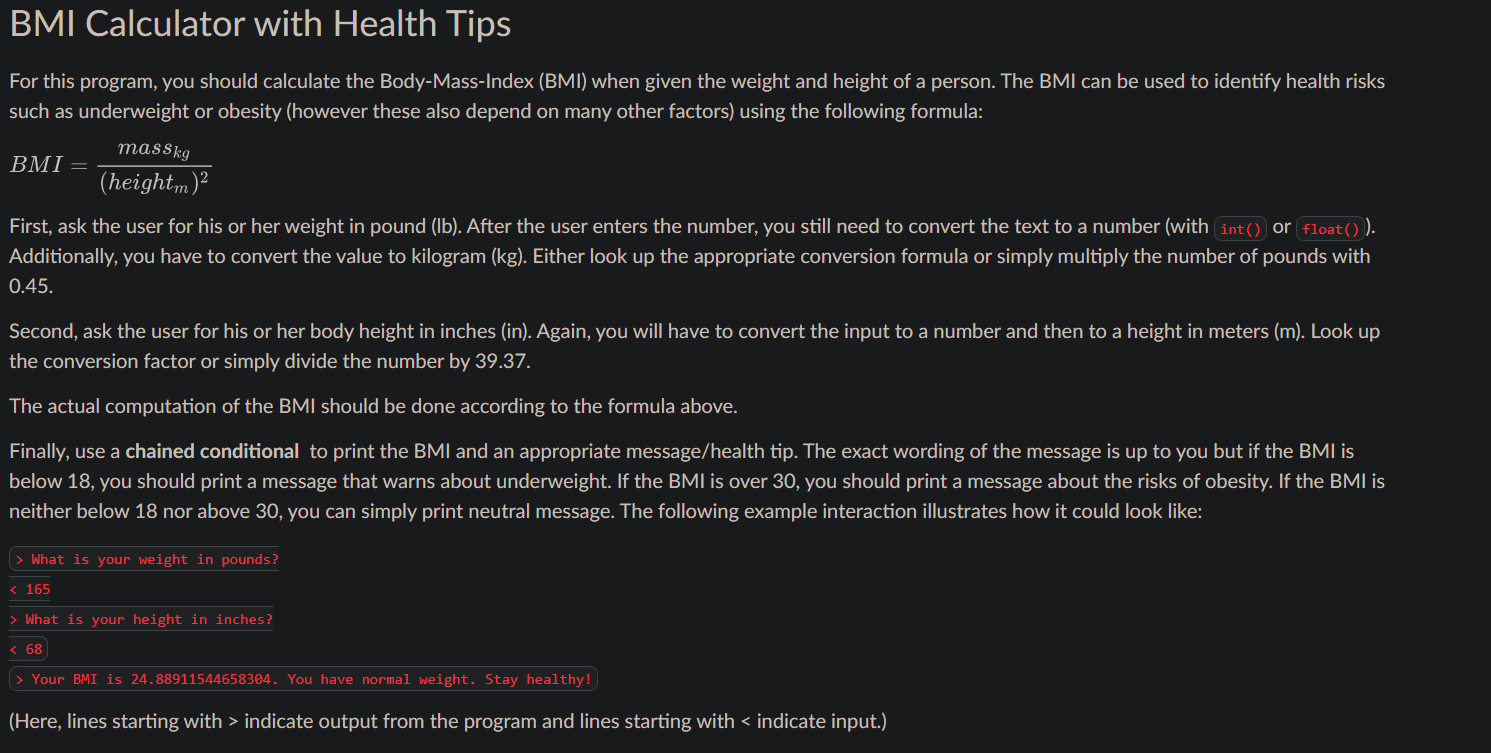 BMI Calculator with Health Tips
For this program, you should calculate the Body-Mass-Index (BMI) when given the weight and height of a person. The BMI can be used to identify health risks
such as underweight or obesity (however these also depend on many other factors) using the following formula:
BMI = mass_kg / (height_m)²
First, ask the user for his or her weight in pound (lb). After the user enters the number, you still need to convert the text to a number (with int() or float()).
Additionally, you have to convert the value to kilogram (kg). Either look up the appropriate conversion formula or simply multiply the number of pounds with
0.45.
Second, ask the user for his or her body height in inches (in). Again, you will have to convert the input to a number and then to a height in meters (m). Look up
the conversion factor or simply divide the number by 39.37.
The actual computation of the BMI should be done according to the formula above.
Finally, use a chained conditional to print the BMI and an appropriate message/health tip. The exact wording of the message is up to you but if the BMI is
below 18, you should print a message that warns about underweight. If the BMI is over 30, you should print a message about the risks of obesity. If the BMI is
neither below 18 nor above 30, you can simply print neutral message. The following example interaction illustrates how it could look like:
> What is your weight in pounds?
< 165
> What is your height in inches?
< 68
> Your BMI is 24.88911544658304. You have normal weight. Stay healthy!
(Here, lines starting with > indicate output from the program and lines starting with < indicate input.)